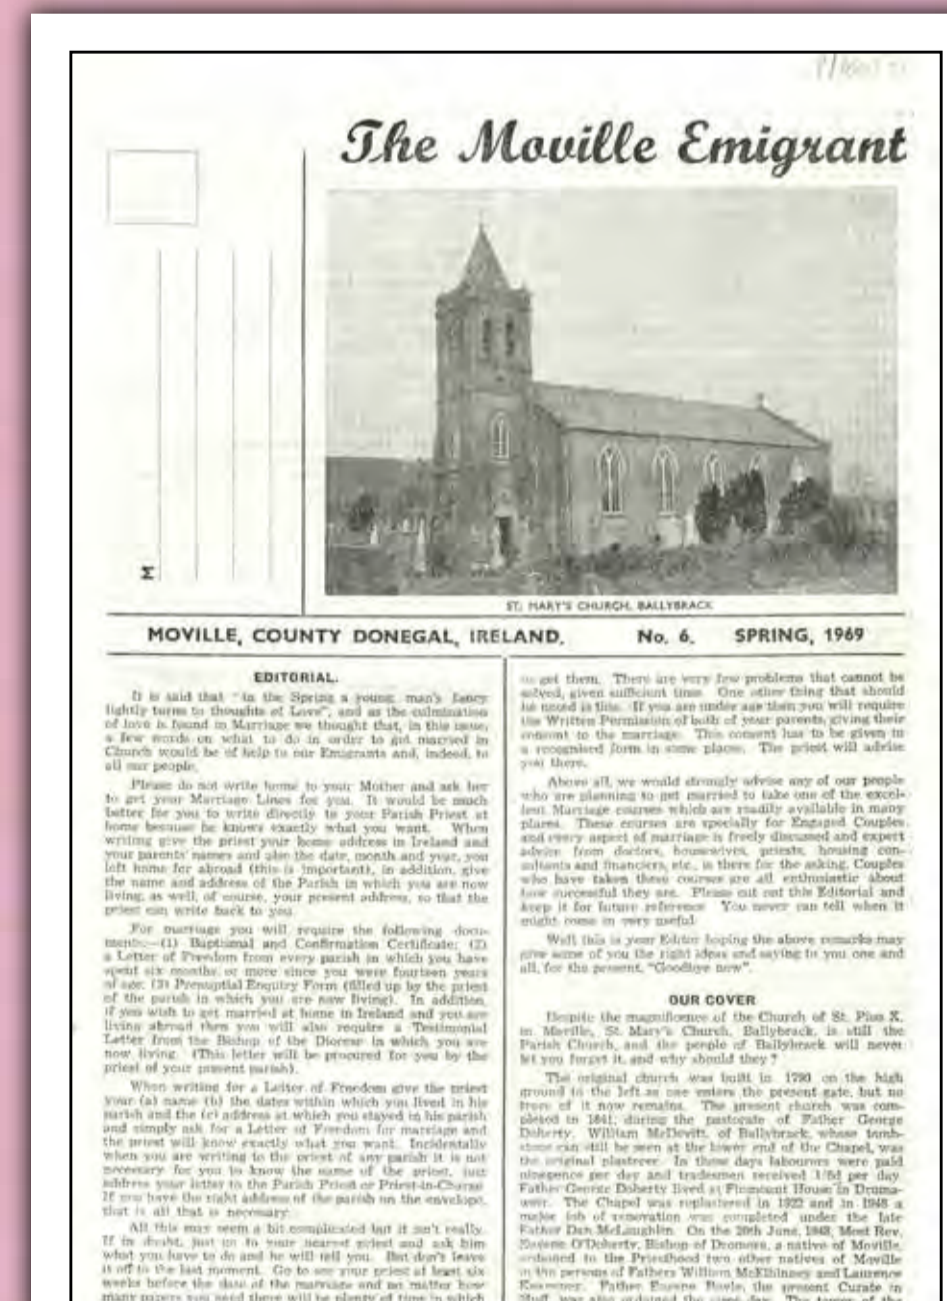 The Moville Emigrant
M
ST. MARY'S CHURCH, BALLYBRACK
MOVILLE, COUNTY DONEGAL, IRELAND. No. 6. SPRING, 1969
EDITORIAL.
It is said that "in the Spring a young man's fancy
lightly turns to thoughts of Love", and as the culmination
of love is found in Marriage we thought that, in this issue,
a few words on what to do in order to get married in
Church would be of help to our Emigrants and, indeed, to
all our people.
Please do not write home to your Mother and ask her
to get your Marriage Lines for you. It would be much
better for you to write directly to your Parish Priest at
home because he knows exactly what you want. When
writing give the priest your home address in Ireland and
your parents' names and also the date, month and year, you
left home for abroad (this is important), in addition, give
the name and address of the Parish in which you are now
living, as well, of course, your present address, so that the
priest can write back to you.
For marriage you will require the following docu-
ments:—(1) Baptismal and Confirmation Certificate; (2)
a Letter of Freedom from every parish in which you have
spent six months or more since you were fourteen years
of age; (3) Prenuptial Enquiry Form (filled up by the priest
of the parish in which you are now living). In addition,
if you wish to get married at home in Ireland and you are
living abroad then you will also require a Testimonial
Letter from the Bishop of the Diocese in which you are
now living. (This letter will be procured for you by the
priest of your present parish).
When writing for a Letter of Freedom give the priest
your (a) name (b) the dates within which you lived in his
parish and the (c) address at which you stayed in his parish
and simply ask for a Letter of Freedom for marriage and
the priest will know exactly what you want. Incidentally
when you are writing to the priest of any parish it is not
necessary for you to know the name of the priest, just
address your letter to the Parish Priest or Priest-in-Charge
If you have the right address of the parish on the envelope,
that is all that is necessary.
All this may seem a bit complicated but it isn't really.
If in doubt, just go to your nearest priest and ask him
what you have to do and he will tell you. But don't leave
it off to the last moment. Go to see your priest at least six
weeks before the date of the marriage and no matter how
many papers you need there will be plenty of time in which
to get them. There are very few problems that cannot be
solved, given sufficient time. One other thing that should
be noted is this. If you are under age then you will require
the Written Permission of both of your parents, giving their
consent to the marriage. This consent has to be given in
a recognised form in some places. The priest will advise
you there.
Above all, we would strongly advise any of our people
who are planning to get married to take one of the excel-
lent Marriage courses which are readily available in many
places. These courses are specially for Engaged Couples
and every aspect of marriage is freely discussed and expert
advice from doctors, housewives, priests, housing con-
sultants and financiers, etc., is there for the asking. Couples
who have taken these courses are all enthusiastic about
how successful they are. Please cut out this Editorial and
keep it for future reference. You never can tell when it
might come in very useful.
Well this is your Editor hoping the above remarks may
give some of you the right ideas and saying to you one and
all, for the present, "Goodbye now".
OUR COVER
Despite the magnificence of the Church of St. Pius X,
in Moville, St. Mary's Church, Ballybrack, is still the
Parish Church, and the people of Ballybrack will never
let you forget it, and why should they?
The original church was built in 1790 on the high
ground to the left as one enters the present gate, but no
trace of it now remains. The present church was com-
pleted in 1841, during the pastorate of Father George
Doherty. William McDevitt, of Ballybrack, whose tomb-
stone can still be seen at the lower end of the Chapel, was
the original plasterer. In those days labourers were paid
ninepence per day and tradesmen received 1/6d per day.
Father George Doherty lived at House in Druma-
weir. The Chapel was replastered in 1922 and in 1948 a
major job of renovation was completed under the late
Father Dan McLaughlin. On the 20th June, 1948, Most Rev.
Eugene O'Doherty, Bishop of Dromore, a native of Moville,
ordained to the Priesthood two other natives of Moville
in the persons of Fathers William McElhinney and Laurence
Father Eugene Boyle, the present Curate in
Muff, was also ordained the same day. The tower of the